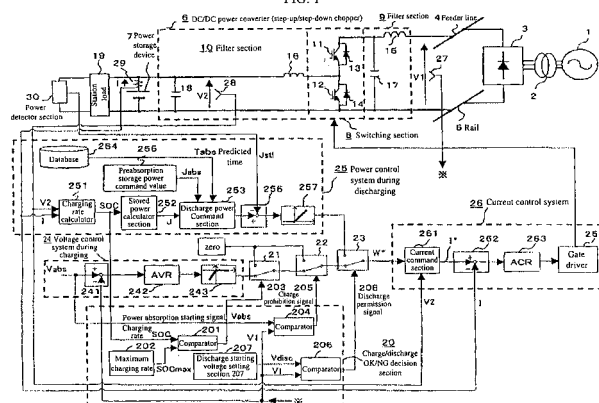 FIG. 1
6 DC/DC power converter (step-up/step-down chopper)
9 Filter section
4 Feeder line
7 Power storage device
10 Filter section
19
29
Station load
30 Power detector section
18
V2
28
16
11
13
12
14
16
17
V1
27
3
2
1
8 Switching section
6 Rail
254
Database
256
Tabs Predicted time
Preabsorption storage power command value
Jabs
Jstl
25 Power control system during discharging
V2
I
251
Charging rate calculator
SOC
Stored power calculator section
252
253
Discharge power Command section
256
257
26 Current control system
24 Voltage control system during charging
zero
21
22
23
W*
261
Current command section
I*
262
263
ACR
25
Gate driver
V2
I
Vabs
241
AVR
242
243
203
Charge prohibition signal
205
206
Discharge permission signal
Power absorption starting signal
Vabs
204
Comparator
V1
Charging rate
SOC
201
Comparator
202
Maximum charging rate
SOCmax
207
Discharge starting voltage setting section 207
Vdisc
V1
206
Comparator
20
Charge/discharge OK/NG decision section